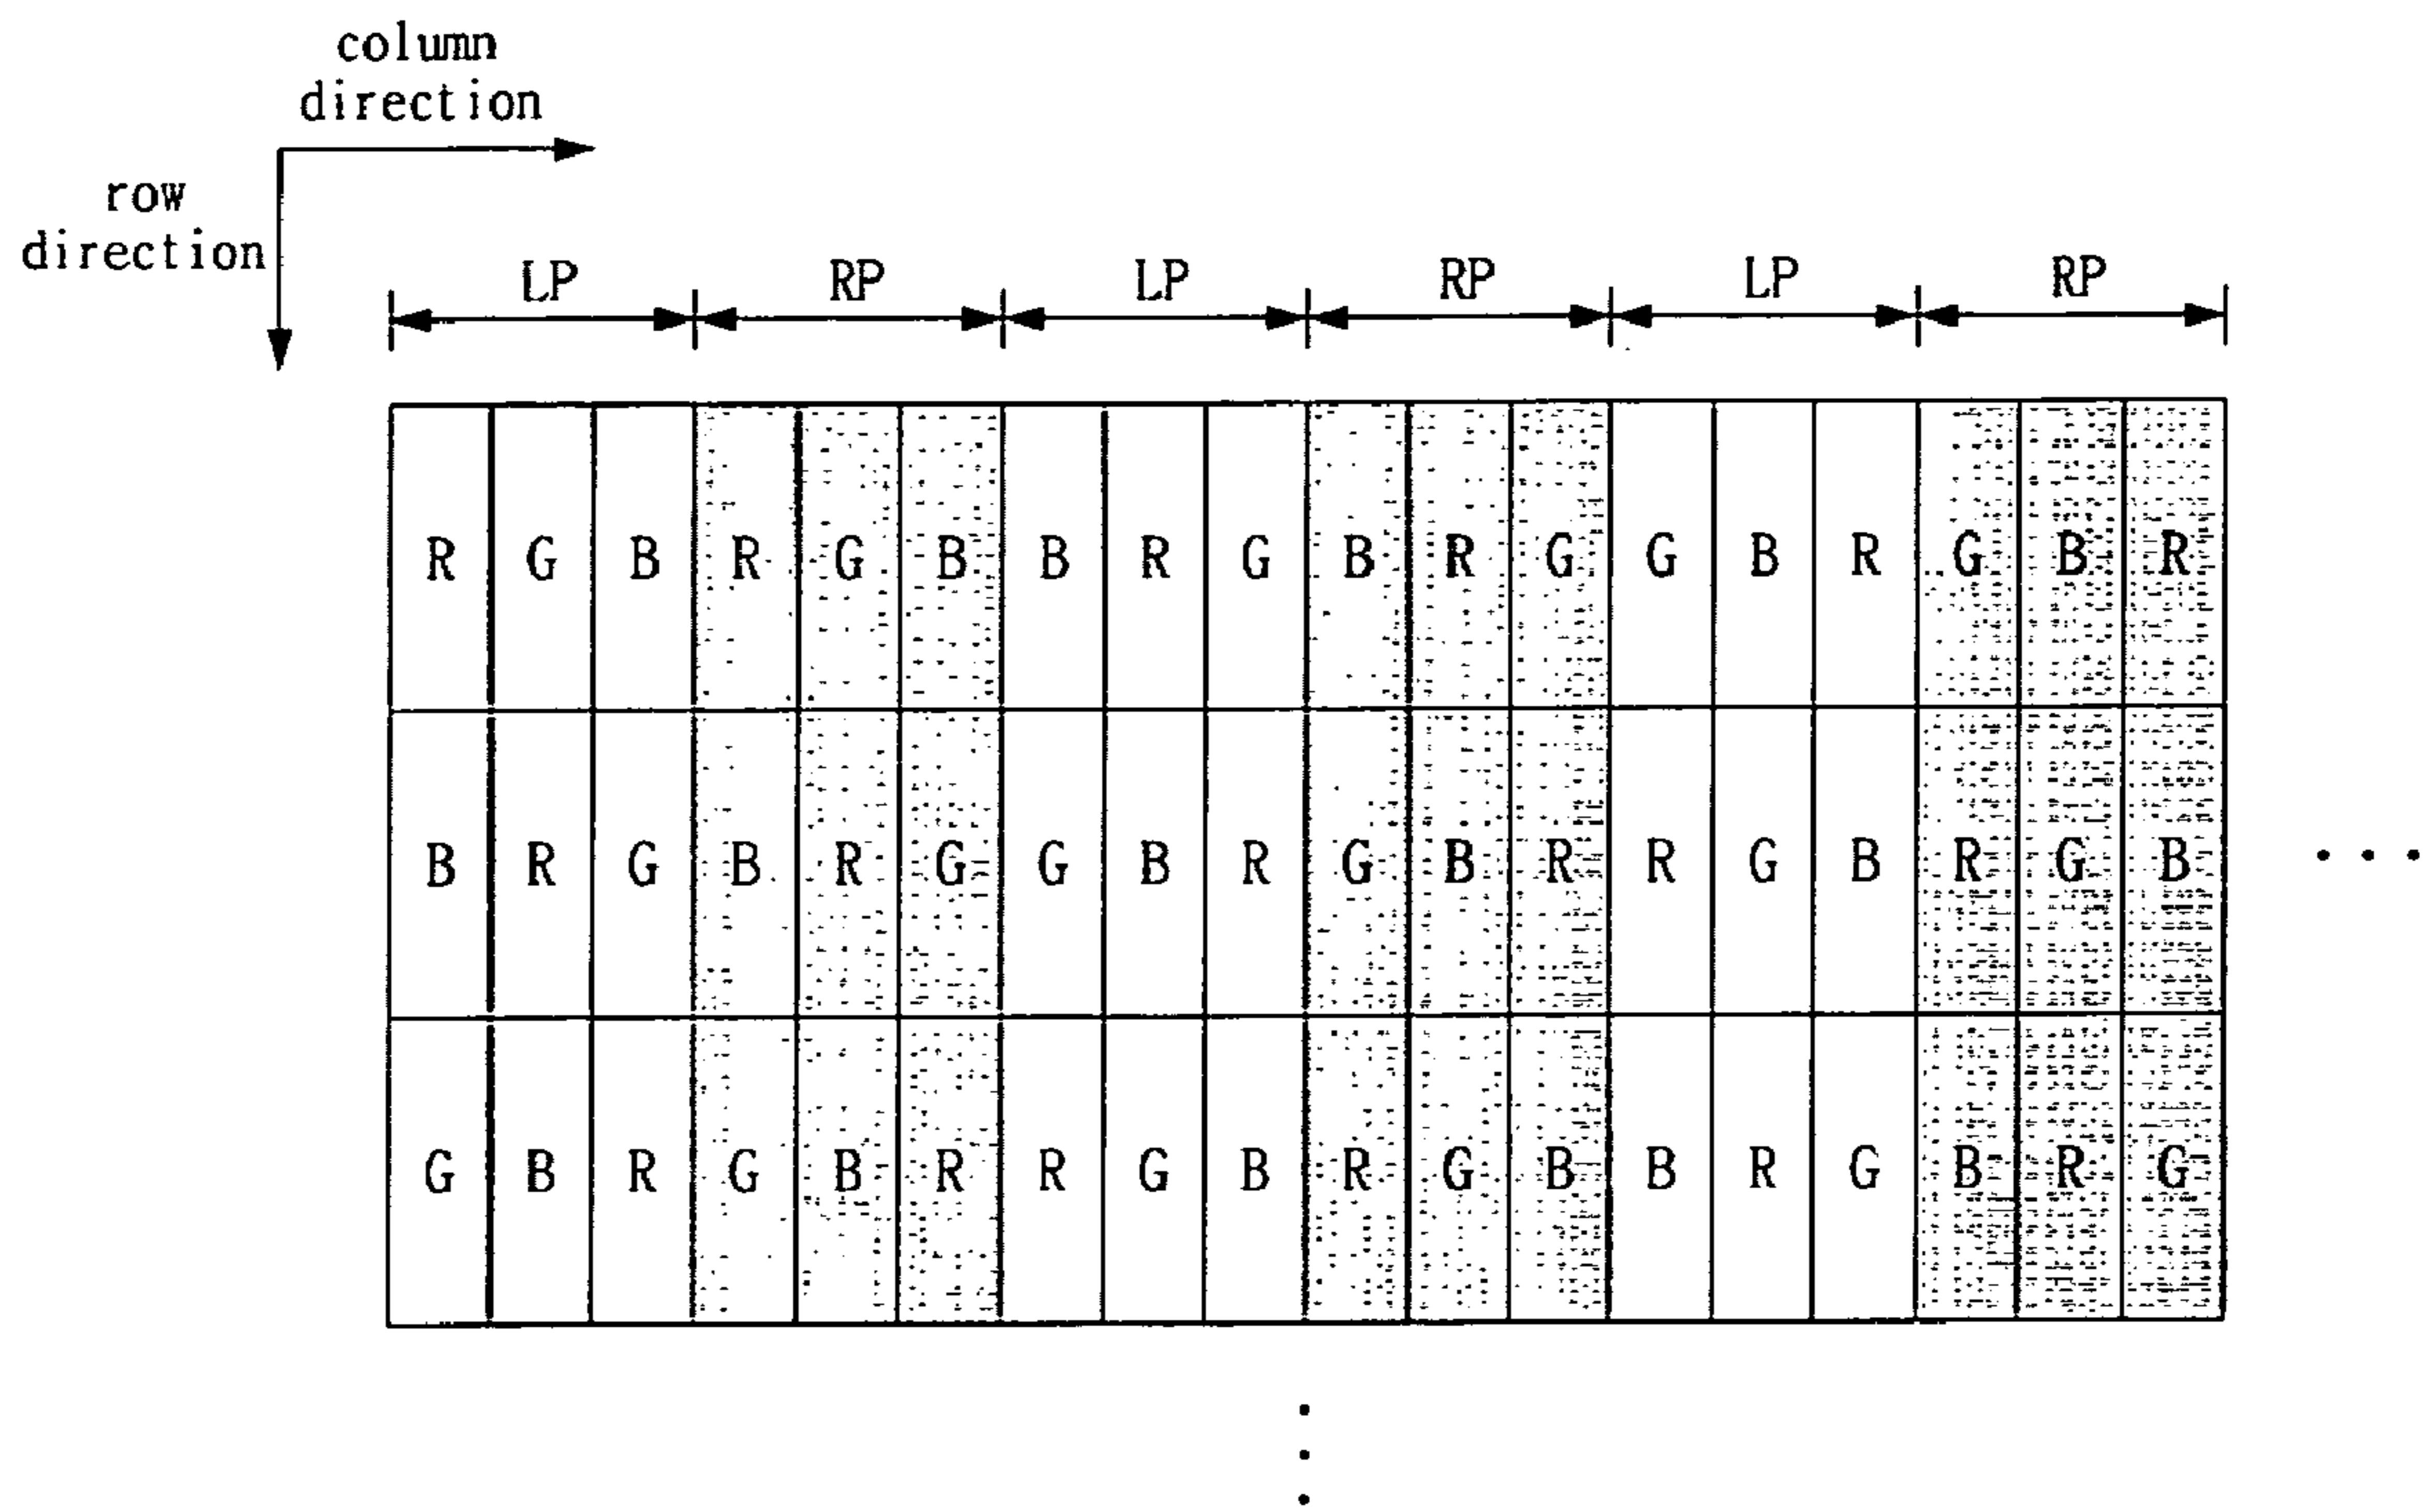 column
direction
row
direction
LP RP LP RP LP RP
R G B R G B B R G B R G G B R G B R
B R G B R G G B R G B R R G B R G B
G B R G B R R G B R G B B R G B R G